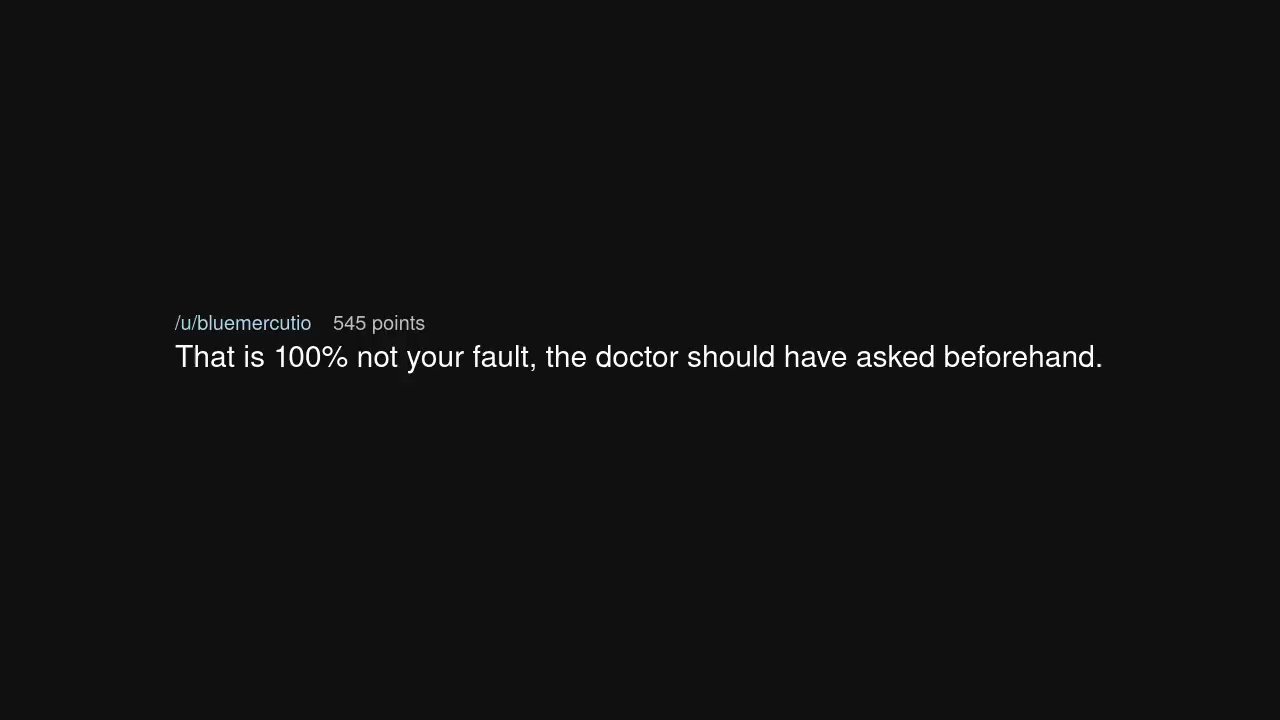 /u/bluemercutio 545 points
That is 100% not your fault, the doctor should have asked beforehand.